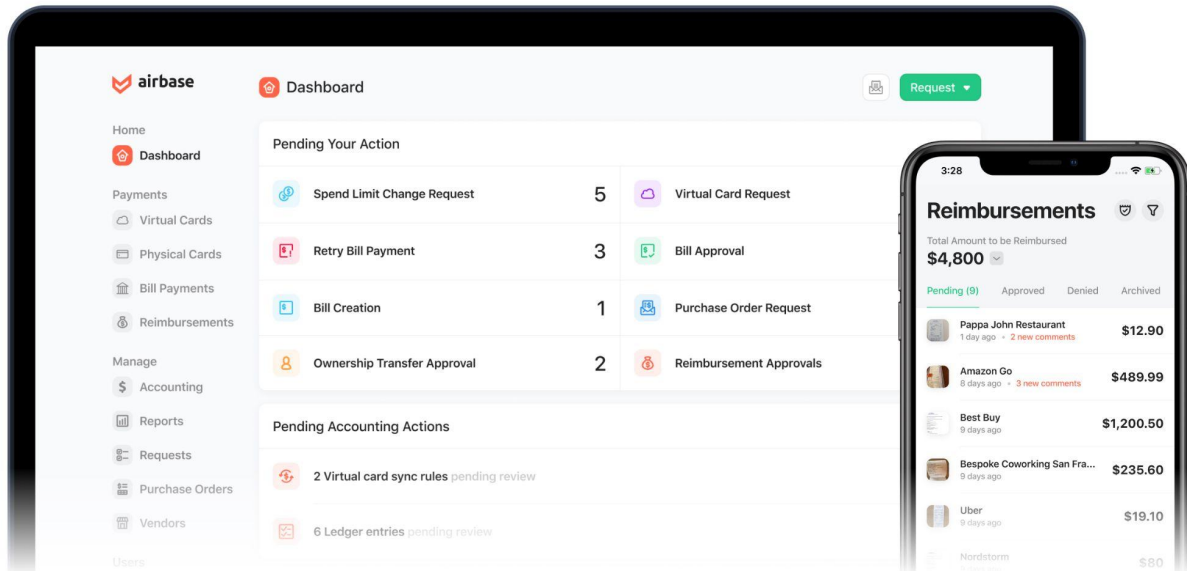 airbase
Dashboard
Request
Home
Dashboard
Payments
Virtual Cards
Physical Cards
Bill Payments
Reimbursements
Manage
Accounting
Reports
Requests
Purchase Orders
Vendors
Users
Pending Your Action
Spend Limit Change Request 5
Virtual Card Request
Retry Bill Payment 3
Bill Approval
Bill Creation 1
Purchase Order Request
Ownership Transfer Approval 2
Reimbursement Approvals
Pending Accounting Actions
2 Virtual card sync rules pending review
6 Ledger entries pending review
3:28
Reimbursements
Total Amount to be Reimbursed
$4,800
Pending (9) Approved Denied Archived
Pappa John Restaurant $12.90
1 day ago • 2 new comments
Amazon Go $489.99
8 days ago • 3 new comments
Best Buy $1,200.50
9 days ago
Bespoke Coworking San Fra... $235.60
9 days ago
Uber $19.10
9 days ago
Nordstorm $80